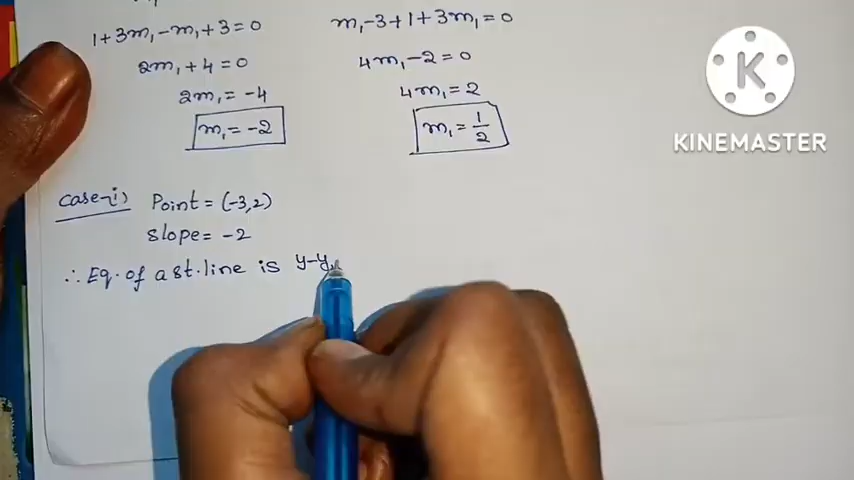 1+3m₁-m₁+3=0
2m₁+4=0
2m₁=-4
m₁=-2
m₁-3+1+3m₁=0
4m₁-2=0
4m₁=2
m₁=1/2
case-i) Point=(-3,2)
slope=-2
∴ Eq. of a st. line is y-y₁
K
KINEMASTER